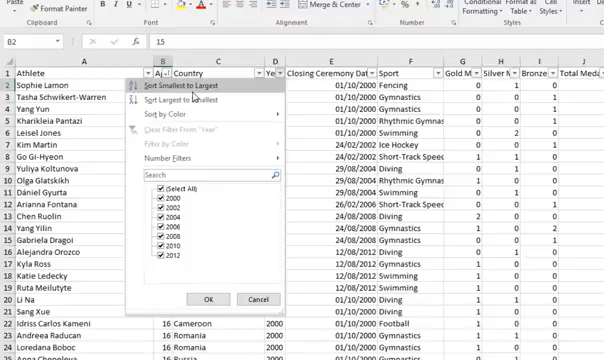 Paste
Format Painter
B I U
Merge & Center
Conditional Format as Cell
Formatting Table Styles
B2 fx 15
A B C D E F G H I J
1 Athlete A Country Yea Closing Ceremony Dat Sport Gold M Silver M Bronze Total Meda
2 Sophie Lamon 01/10/2000 Fencing 0 1 0
3 Tasha Schwikert-Warren 01/10/2000 Gymnastics 0 0 1
4 Yang Yun 01/10/2000 Gymnastics 0 0 1
5 Kharikleia Pantazi 01/10/2000 Rhythmic Gymnas 0 0 1
6 Leisel Jones 01/10/2000 Swimming 0 2 0
7 Kim Martin 24/02/2002 Ice Hockey 0 0 1
8 Go Gi-Hyeon 24/02/2002 Short-Track Speed 1 1 0
9 Yuliya Koltunova 29/08/2004 Diving 0 1 0
10 Olga Glatskikh 29/08/2004 Rhythmic Gymnas 1 0 0
11 Dániel Gyurta 29/08/2004 Swimming 0 1 0
12 Arianna Fontana 26/02/2006 Short-Track Speed 0 0 1
13 Chen Ruolin 24/08/2008 Diving 2 0 0
14 Yang Yilin 24/08/2008 Gymnastics 1 0 2
15 Gabriela Dragoi 24/08/2008 Gymnastics 0 0 1
16 Alejandra Orozco 12/08/2012 Diving 0 1 0
17 Kyla Ross 12/08/2012 Gymnastics 1 0 0
18 Katie Ledecky 12/08/2012 Swimming 1 0 0
19 Ruta Meilutyte 12/08/2012 Swimming 1 0 0
20 Li Na 01/10/2000 Diving 1 1 0
21 Sang Xue 01/10/2000 Diving 1 0 0
22 Idriss Carlos Kameni 16 Cameroon 2000 01/10/2000 Football 1 0 0
23 Andreea Raducan 16 Romania 2000 01/10/2000 Gymnastics 1 1 0
24 Loredana Boboc 16 Romania 2000 01/10/2000 Gymnastics 1 0 0
16 Russia 2000 01/10/2000 Gymnastics
Sort Smallest to Largest
Sort Largest to Smallest
Sort by Color
Clear Filter From "Year"
Filter by Color
Number Filters
Search
(Select All)
2000
2002
2004
2006
2008
2010
2012
OK Cancel